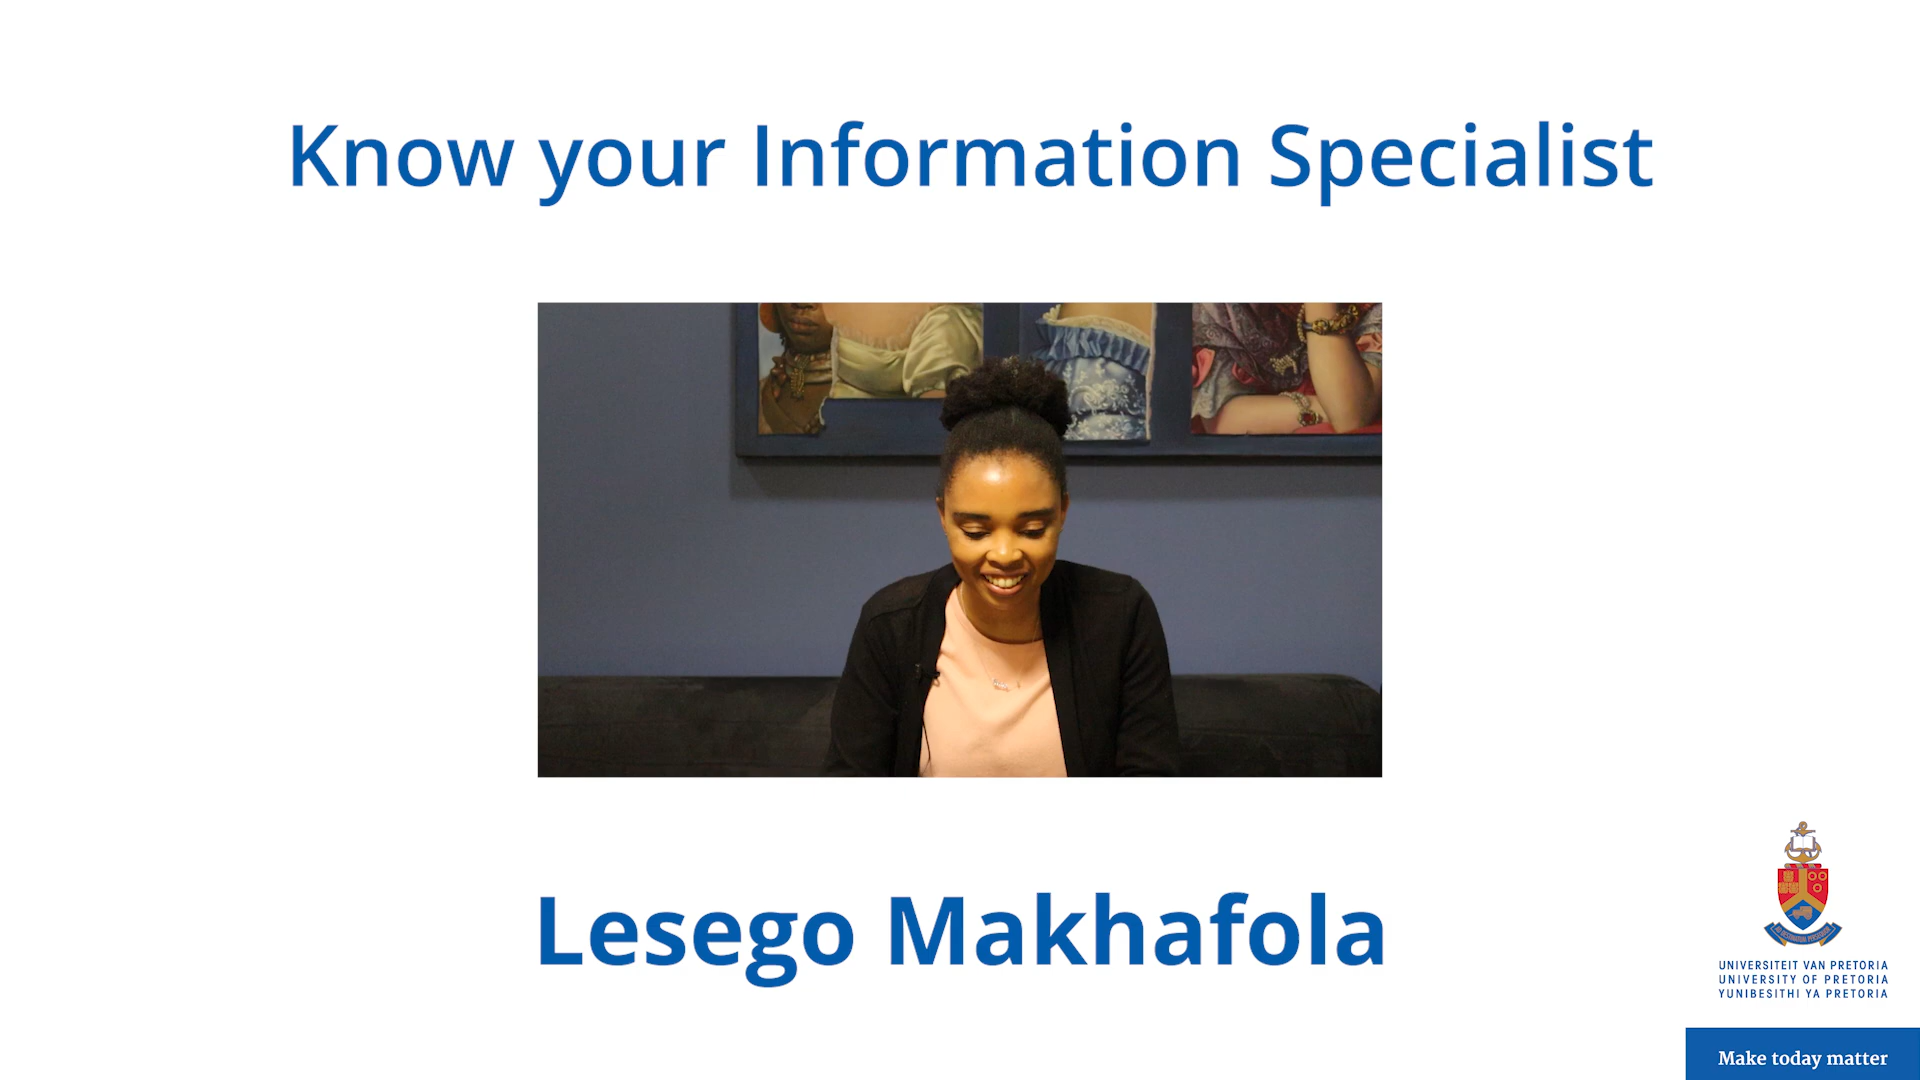 Know your Information Specialist
Lesego Makhafola
UNIVERSITEIT VAN PRETORIA
UNIVERSITY OF PRETORIA
YUNIBESITHI YA PRETORIA
Make today matter